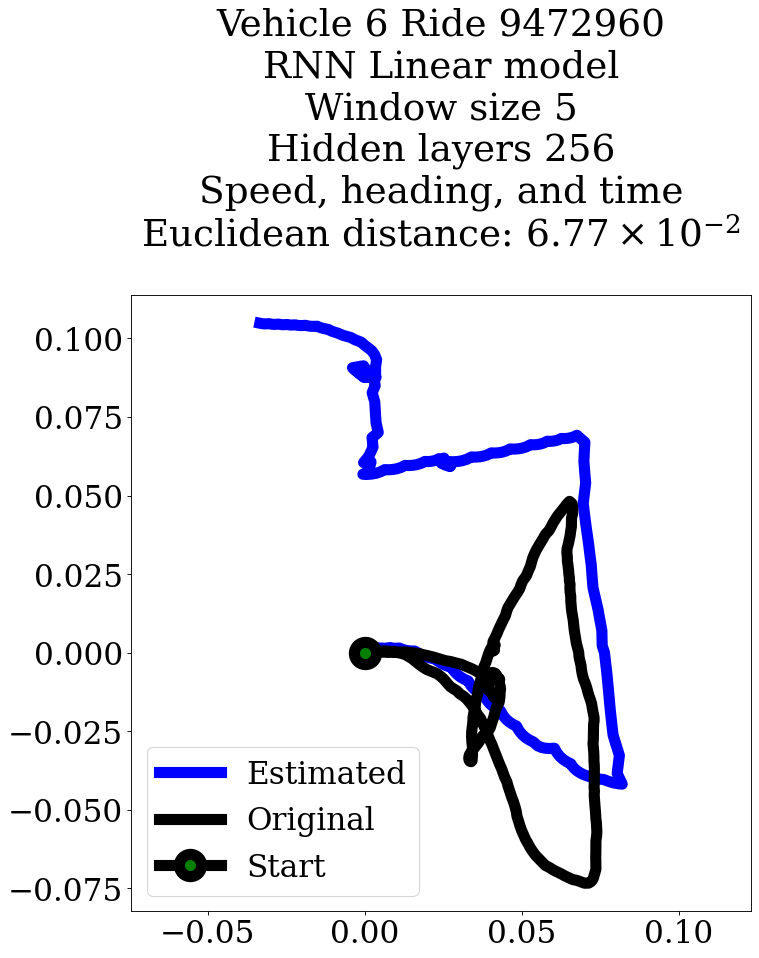 Vehicle 6 Ride 9472960
RNN Linear model
Window size 5
Hidden layers 256
Speed, heading, and time
Euclidean distance: 6.77 × 10⁻²
0.100
0.075
0.050
0.025
0.000
−0.025
−0.050
−0.075
Estimated
Original
Start
−0.05 0.00 0.05 0.10